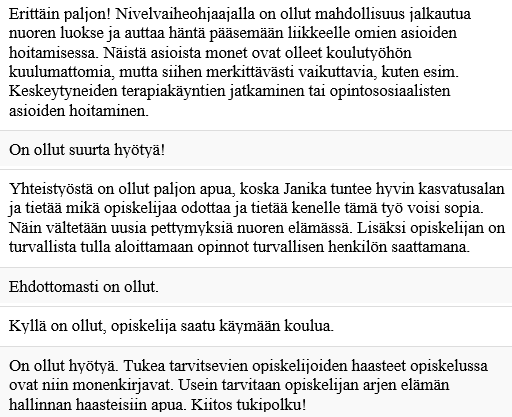 Erittäin paljon! Nivelvaiheohjaajalla on ollut mahdollisuus jalkautua
nuoren luokse ja auttaa häntä pääsemään liikkeelle omien asioiden
hoitamisessa. Näistä asioista monet ovat olleet koulutyöhön
kuulumattomia, mutta siihen merkittävästi vaikuttavia, kuten esim.
Keskeytyneiden terapiakäyntien jatkaminen tai opintososiaalisten
asioiden hoitaminen.
On ollut suurta hyötyä!
Yhteistyöstä on ollut paljon apua, koska Janika tuntee hyvin kasvatusalan
ja tietää mikä opiskelijaa odottaa ja tietää kenelle tämä työ voisi sopia.
Näin vältetään uusia pettymyksiä nuoren elämässä. Lisäksi opiskelijan on
turvallista tulla aloittamaan opinnot turvallisen henkilön saattamana.
Ehdottomasti on ollut.
Kyllä on ollut, opiskelija saatu käymään koulua.
On ollut hyötyä. Tukea tarvitsevien opiskelijoiden haasteet opiskelussa
ovat niin monenkirjavat. Usein tarvitaan opiskelijan arjen elämän
hallinnan haasteisiin apua. Kiitos tukipolku!